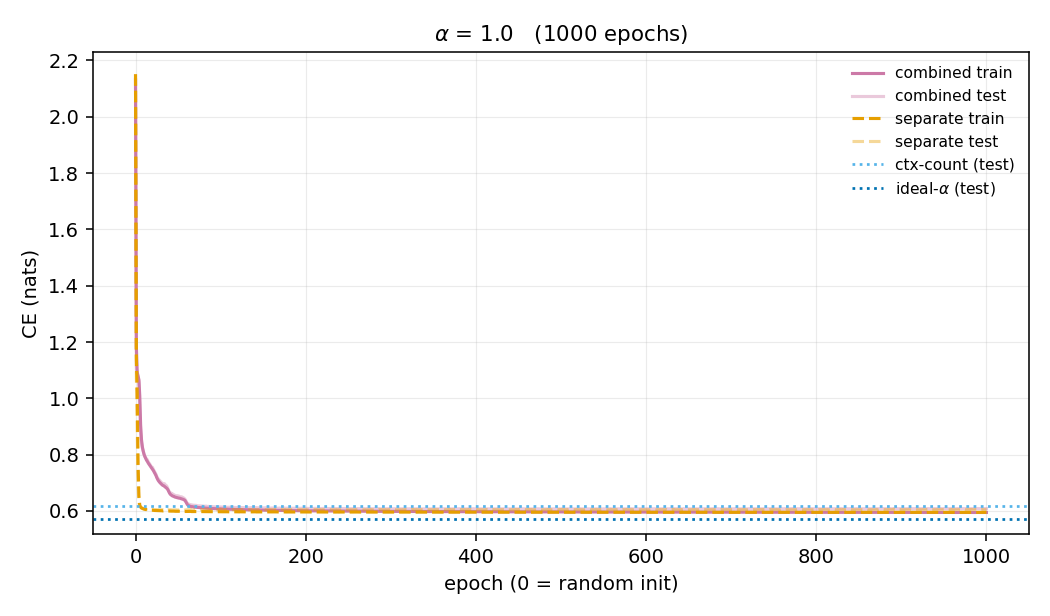 α = 1.0 (1000 epochs)
2.2
2.0
1.8
1.6
1.4
1.2
1.0
0.8
0.6
CE (nats)
combined train
combined test
separate train
separate test
ctx-count (test)
ideal-α (test)
0 200 400 600 800 1000
epoch (0 = random init)